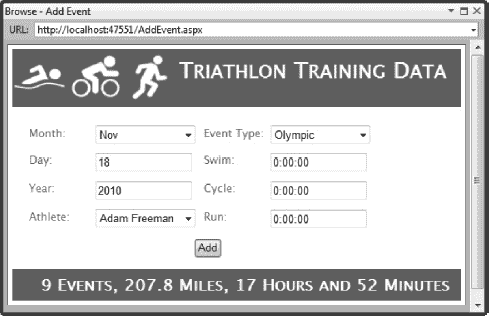 Browse - Add Event
URL: http://localhost:47551/AddEvent.aspx
TRIATHLON TRAINING DATA
Month: Nov Event Type: Olympic
Day: 18 Swim: 0:00:00
Year: 2010 Cycle: 0:00:00
Athlete: Adam Freeman Run: 0:00:00
Add
9 EVENTS, 207.8 MILES, 17 HOURS AND 52 MINUTES